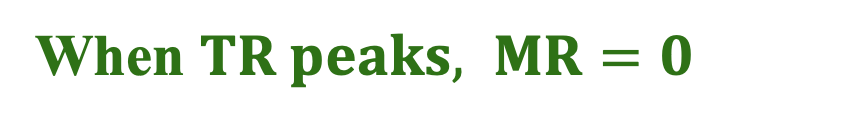 When TR peaks, MR = 0